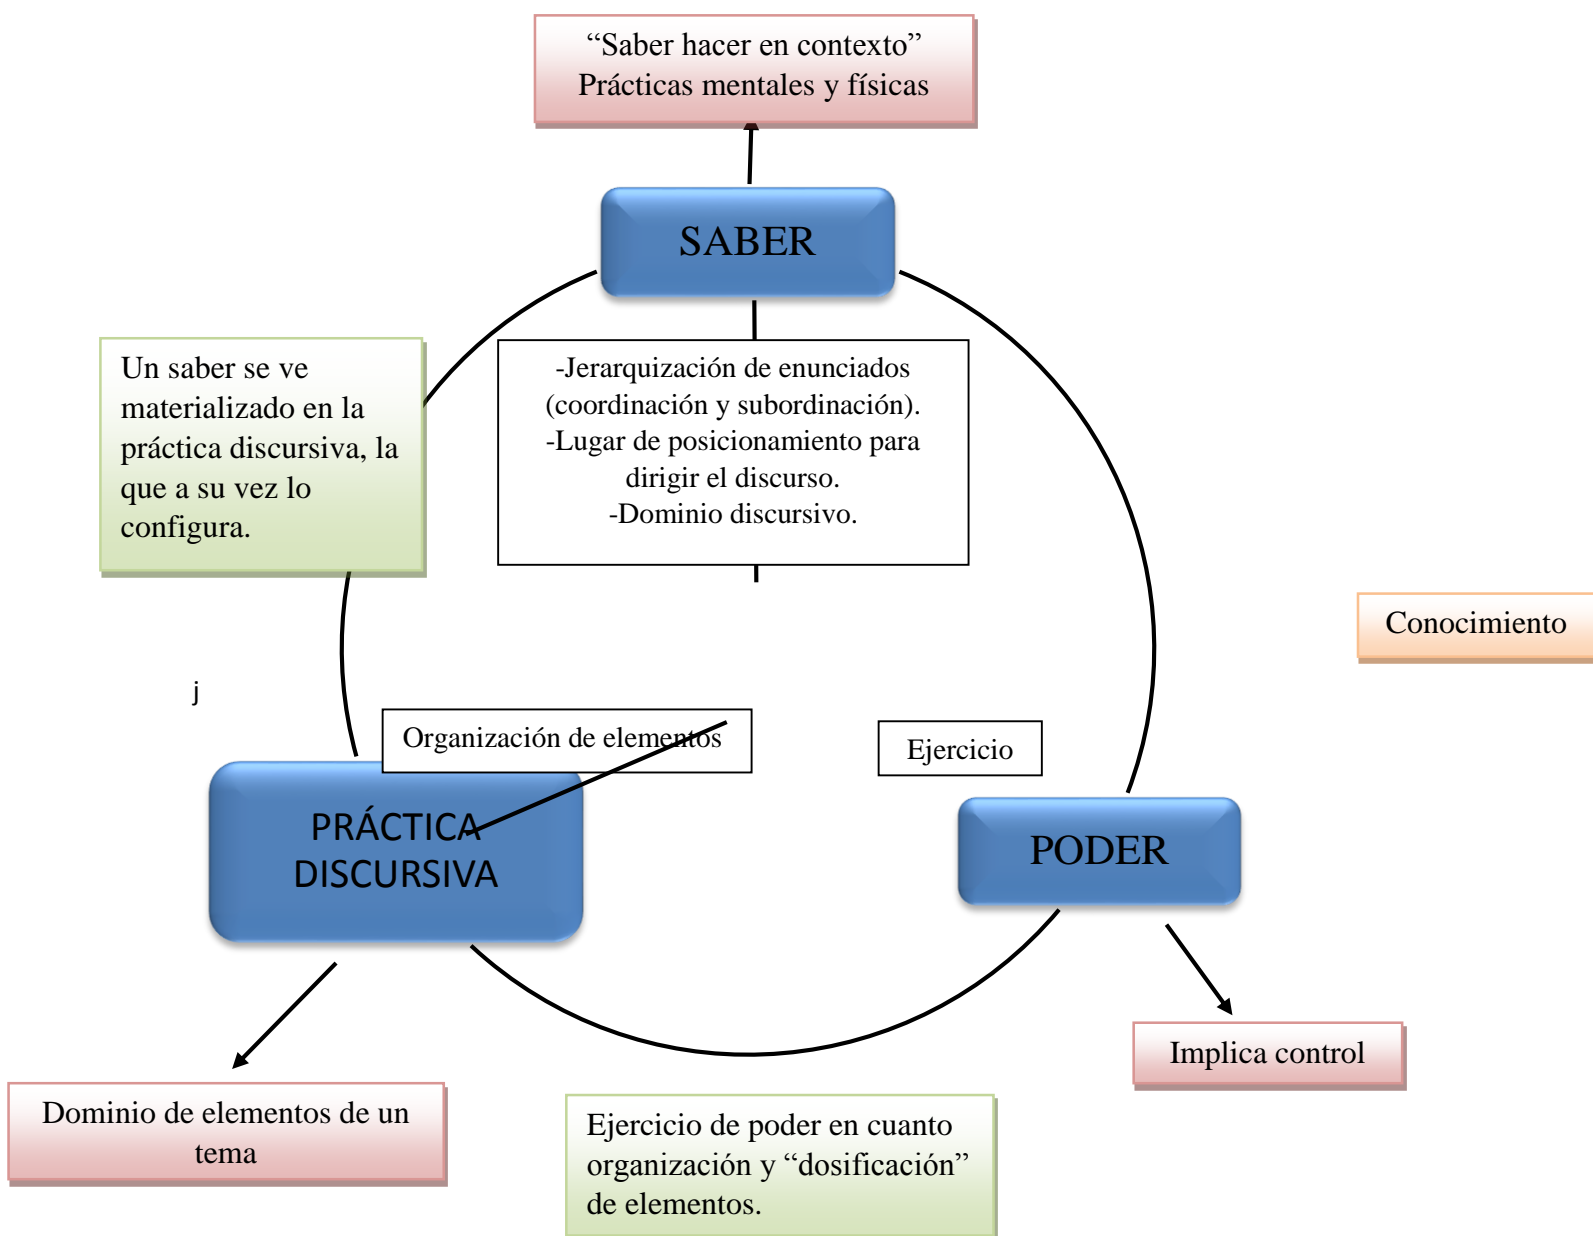 “Saber hacer en contexto”
Prácticas mentales y físicas
SABER
Un saber se ve
materializado en la
práctica discursiva, la
que a su vez lo
configura.
-Jerarquización de enunciados
(coordinación y subordinación).
-Lugar de posicionamiento para
dirigir el discurso.
-Dominio discursivo.
Conocimiento
j
Organización de elementos
Ejercicio
PRÁCTICA
DISCURSIVA
PODER
Implica control
Dominio de elementos de un
tema
Ejercicio de poder en cuanto
organización y “dosificación”
de elementos.